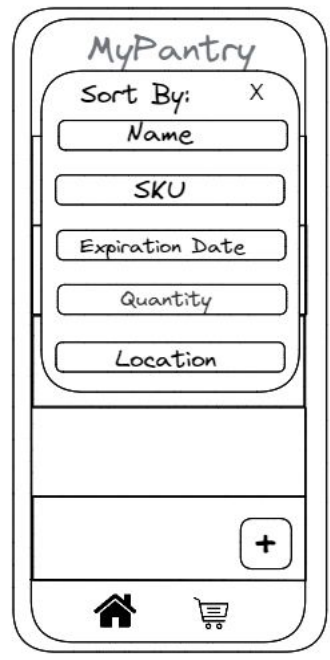 MyPantry
Sort By: X
Name
SKU
Expiration Date
Quantity
Location
+